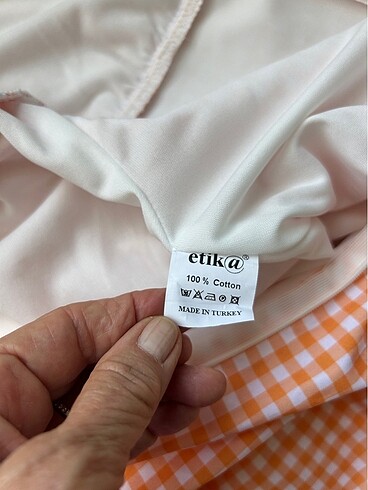 etik@®
100 % Cotton
MADE IN TURKEY